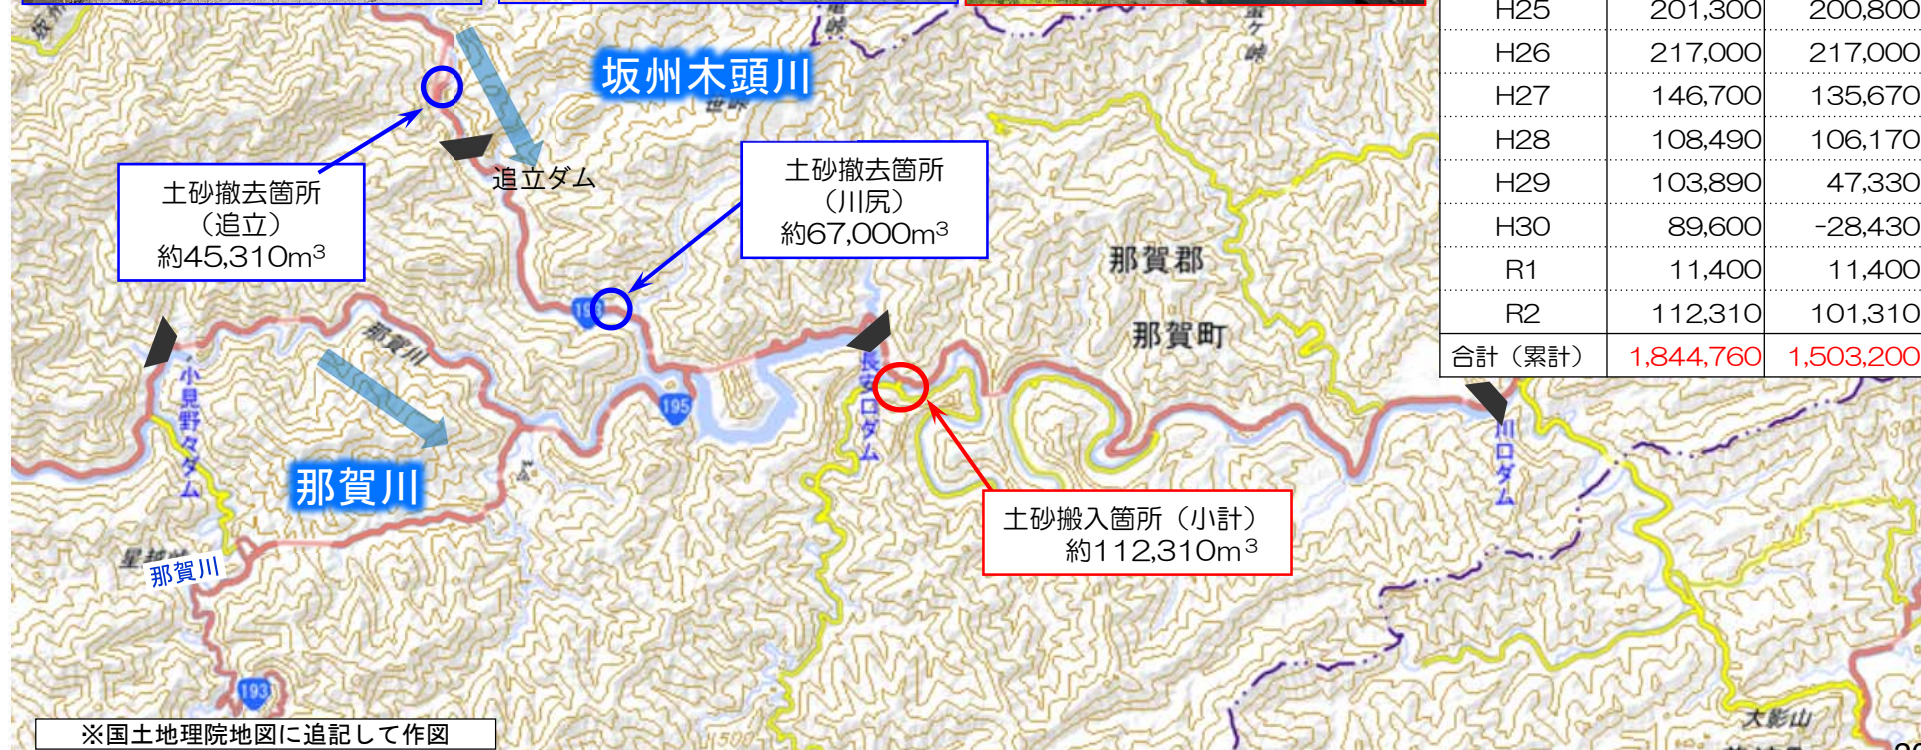 坂州木頭川
追立ダム
土砂撤去箇所
（追立）
約45,310m³
土砂撤去箇所
（川尻）
約67,000m³
那賀郡
那賀町
193
那賀川
小見野々ダム
195
長安口ダム
川口ダム
那賀川
土砂搬入箇所（小計）
約112,310m³
那賀川
193
大影山
※国土地理院地図に追記して作図
H25 201,300 200,800
H26 217,000 217,000
H27 146,700 135,670
H28 108,490 106,170
H29 103,890 47,330
H30 89,600 -28,430
R1 11,400 11,400
R2 112,310 101,310
合計（累計） 1,844,760 1,503,200